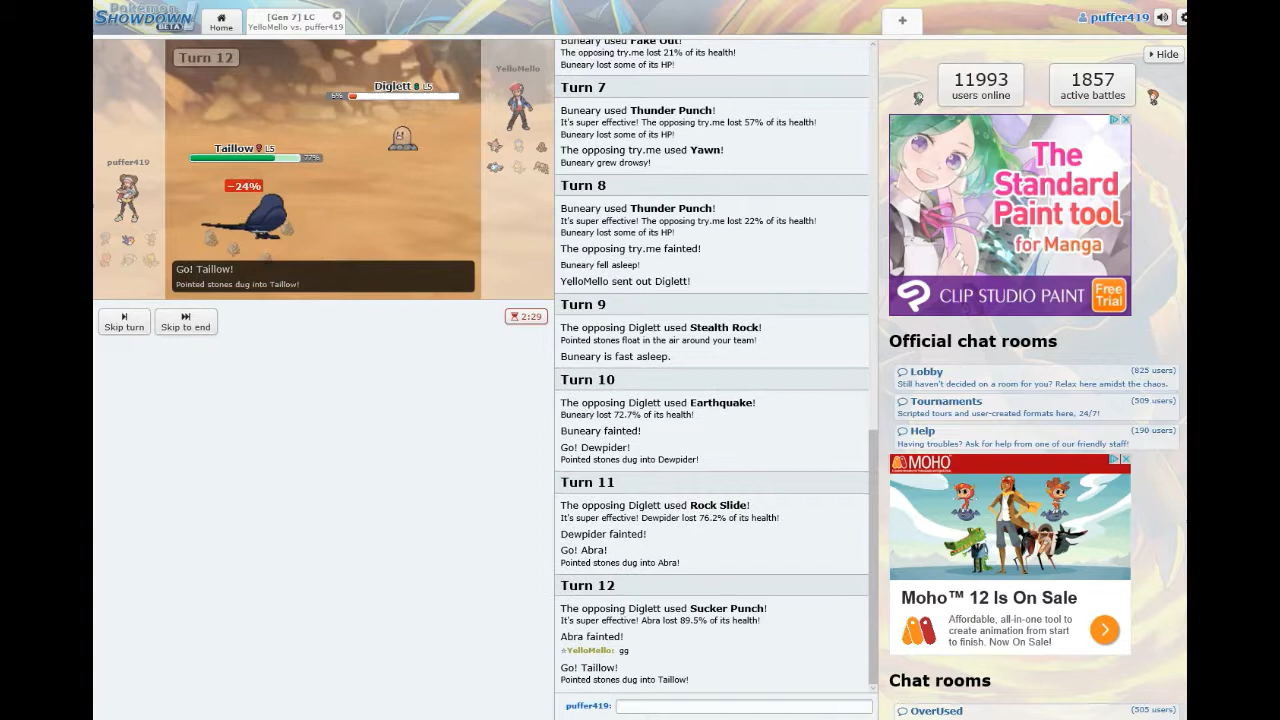 Pokémon
SHOWDOWN
BETA
Home
[Gen 7] LC
YelloMello vs. puffer419
+
puffer419
Turn 12
YelloMello
Diglett L5
6%
Taillow L5
77%
puffer419
−24%
Go! Taillow!
Pointed stones dug into Taillow!
Skip turn
Skip to end
2:29
Buneary used Fake Out!
The opposing try.me lost 21% of its health!
Buneary lost some of its HP!
Turn 7
Buneary used Thunder Punch!
It's super effective! The opposing try.me lost 57% of its health!
Buneary lost some of its HP!
The opposing try.me used Yawn!
Buneary grew drowsy!
Turn 8
Buneary used Thunder Punch!
It's super effective! The opposing try.me lost 22% of its health!
Buneary lost some of its HP!
The opposing try.me fainted!
Buneary fell asleep!
YelloMello sent out Diglett!
Turn 9
The opposing Diglett used Stealth Rock!
Pointed stones float in the air around your team!
Buneary is fast asleep.
Turn 10
The opposing Diglett used Earthquake!
Buneary lost 72.7% of its health!
Buneary fainted!
Go! Dewpider!
Pointed stones dug into Dewpider!
Turn 11
The opposing Diglett used Rock Slide!
It's super effective! Dewpider lost 76.2% of its health!
Dewpider fainted!
Go! Abra!
Pointed stones dug into Abra!
Turn 12
The opposing Diglett used Sucker Punch!
It's super effective! Abra lost 89.5% of its health!
Abra fainted!
☆YelloMello: gg
Go! Taillow!
Pointed stones dug into Taillow!
puffer419:
Hide
11993
users online
1857
active battles
The
Standard
Paint tool
for Manga
CLIP STUDIO PAINT
Free
Trial
Official chat rooms
Lobby (825 users)
Still haven't decided on a room for you? Relax here amidst the chaos.
Tournaments (509 users)
Scripted tours and user-created formats here, 24/7!
Help (190 users)
Having troubles? Ask for help from one of our friendly staff!
MOHO
Moho™ 12 Is On Sale
Affordable, all-in-one tool to
create animation from start
to finish. Now On Sale!
Chat rooms
OverUsed (505 users)